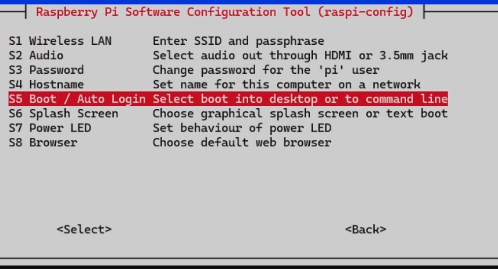 Raspberry Pi Software Configuration Tool (raspi-config)
S1 Wireless LAN Enter SSID and passphrase
S2 Audio Select audio out through HDMI or 3.5mm jack
S3 Password Change password for the 'pi' user
S4 Hostname Set name for this computer on a network
S5 Boot / Auto Login Select boot into desktop or to command line
S6 Splash Screen Choose graphical splash screen or text boot
S7 Power LED Set behaviour of power LED
S8 Browser Choose default web browser
<Select> <Back>